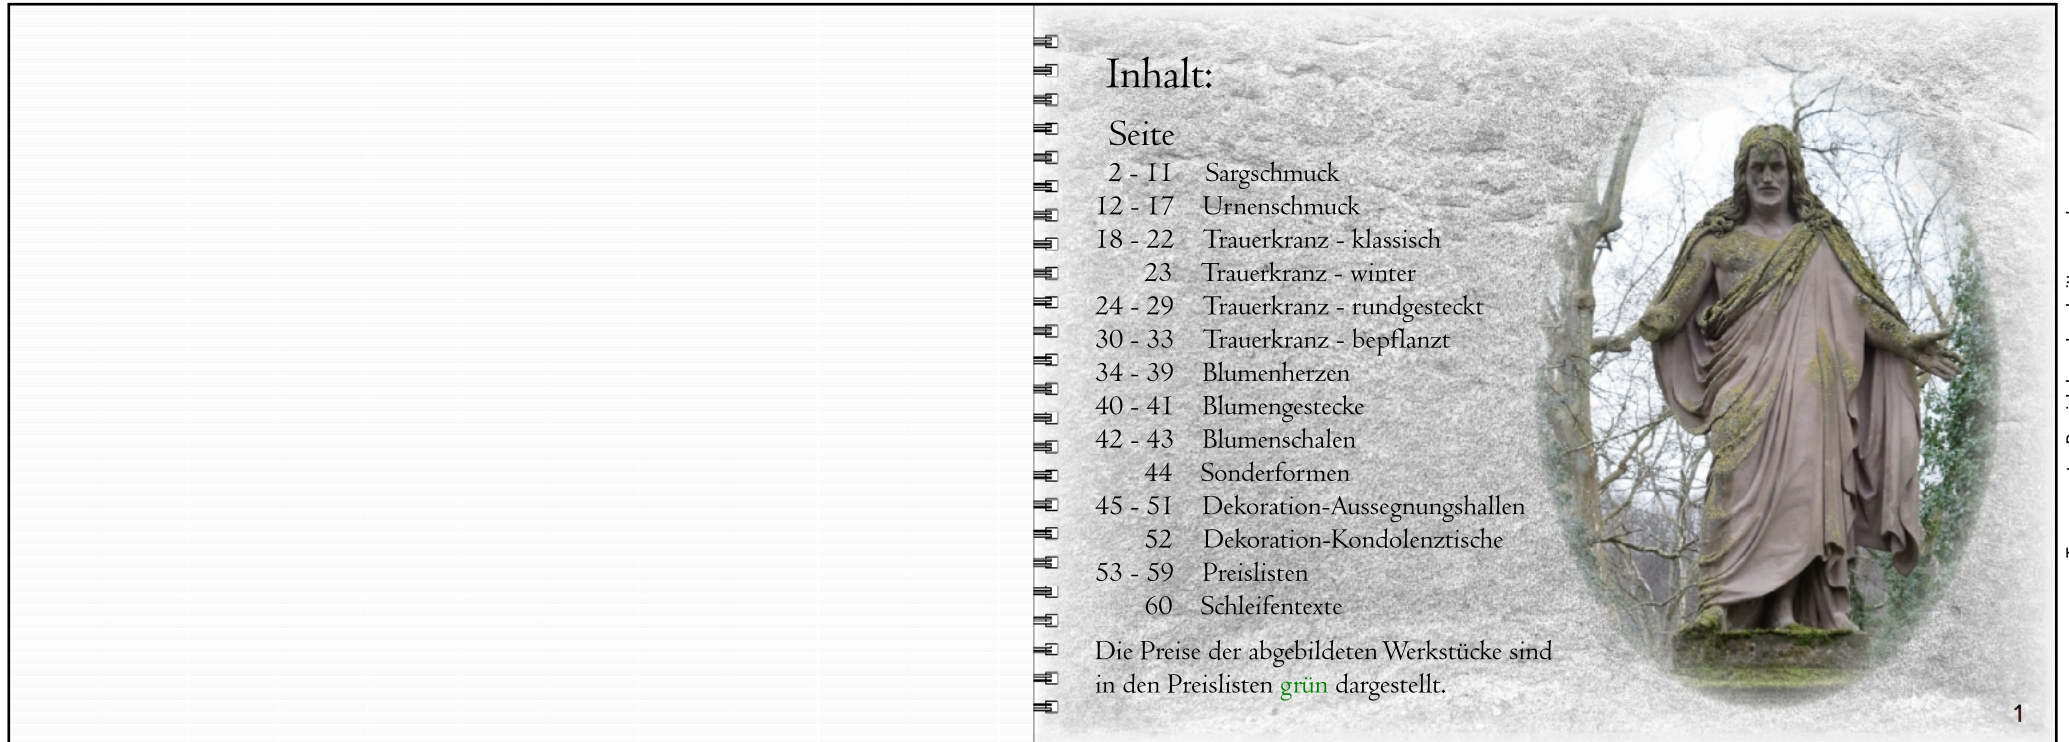 Inhalt:
Seite
2 - 11 Sargschmuck
12 - 17 Urnenschmuck
18 - 22 Trauerkranz - klassisch
23 Trauerkranz - winter
24 - 29 Trauerkranz - rundgesteckt
30 - 33 Trauerkranz - bepflanzt
34 - 39 Blumenherzen
40 - 41 Blumengestecke
42 - 43 Blumenschalen
44 Sonderformen
45 - 51 Dekoration-Aussegnungshallen
52 Dekoration-Kondolenztische
53 - 59 Preislisten
60 Schleifentexte
Die Preise der abgebildeten Werkstücke sind
in den Preislisten grün dargestellt.
1